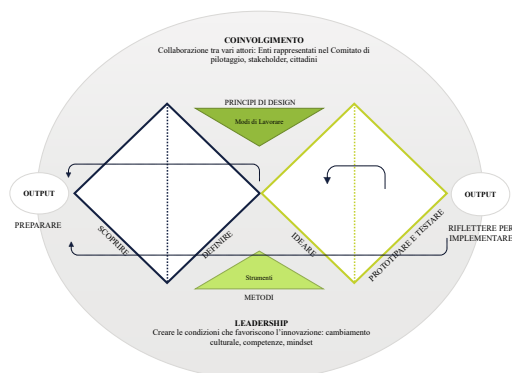 COINVOLGIMENTO
Collaborazione tra vari attori: Enti rappresentati nel Comitato di
pilotaggio, stakeholder, cittadini
PRINCIPI DI DESIGN
Modi di Lavorare
OUTPUT
OUTPUT
PREPARARE
RIFLETTERE PER
IMPLEMENTARE
SCOPRIRE
DEFINIRE
IDEARE
PROTOTIPARE E TESTARE
Strumenti
METODI
LEADERSHIP
Creare le condizioni che favoriscono l’innovazione: cambiamento
culturale, competenze, mindset